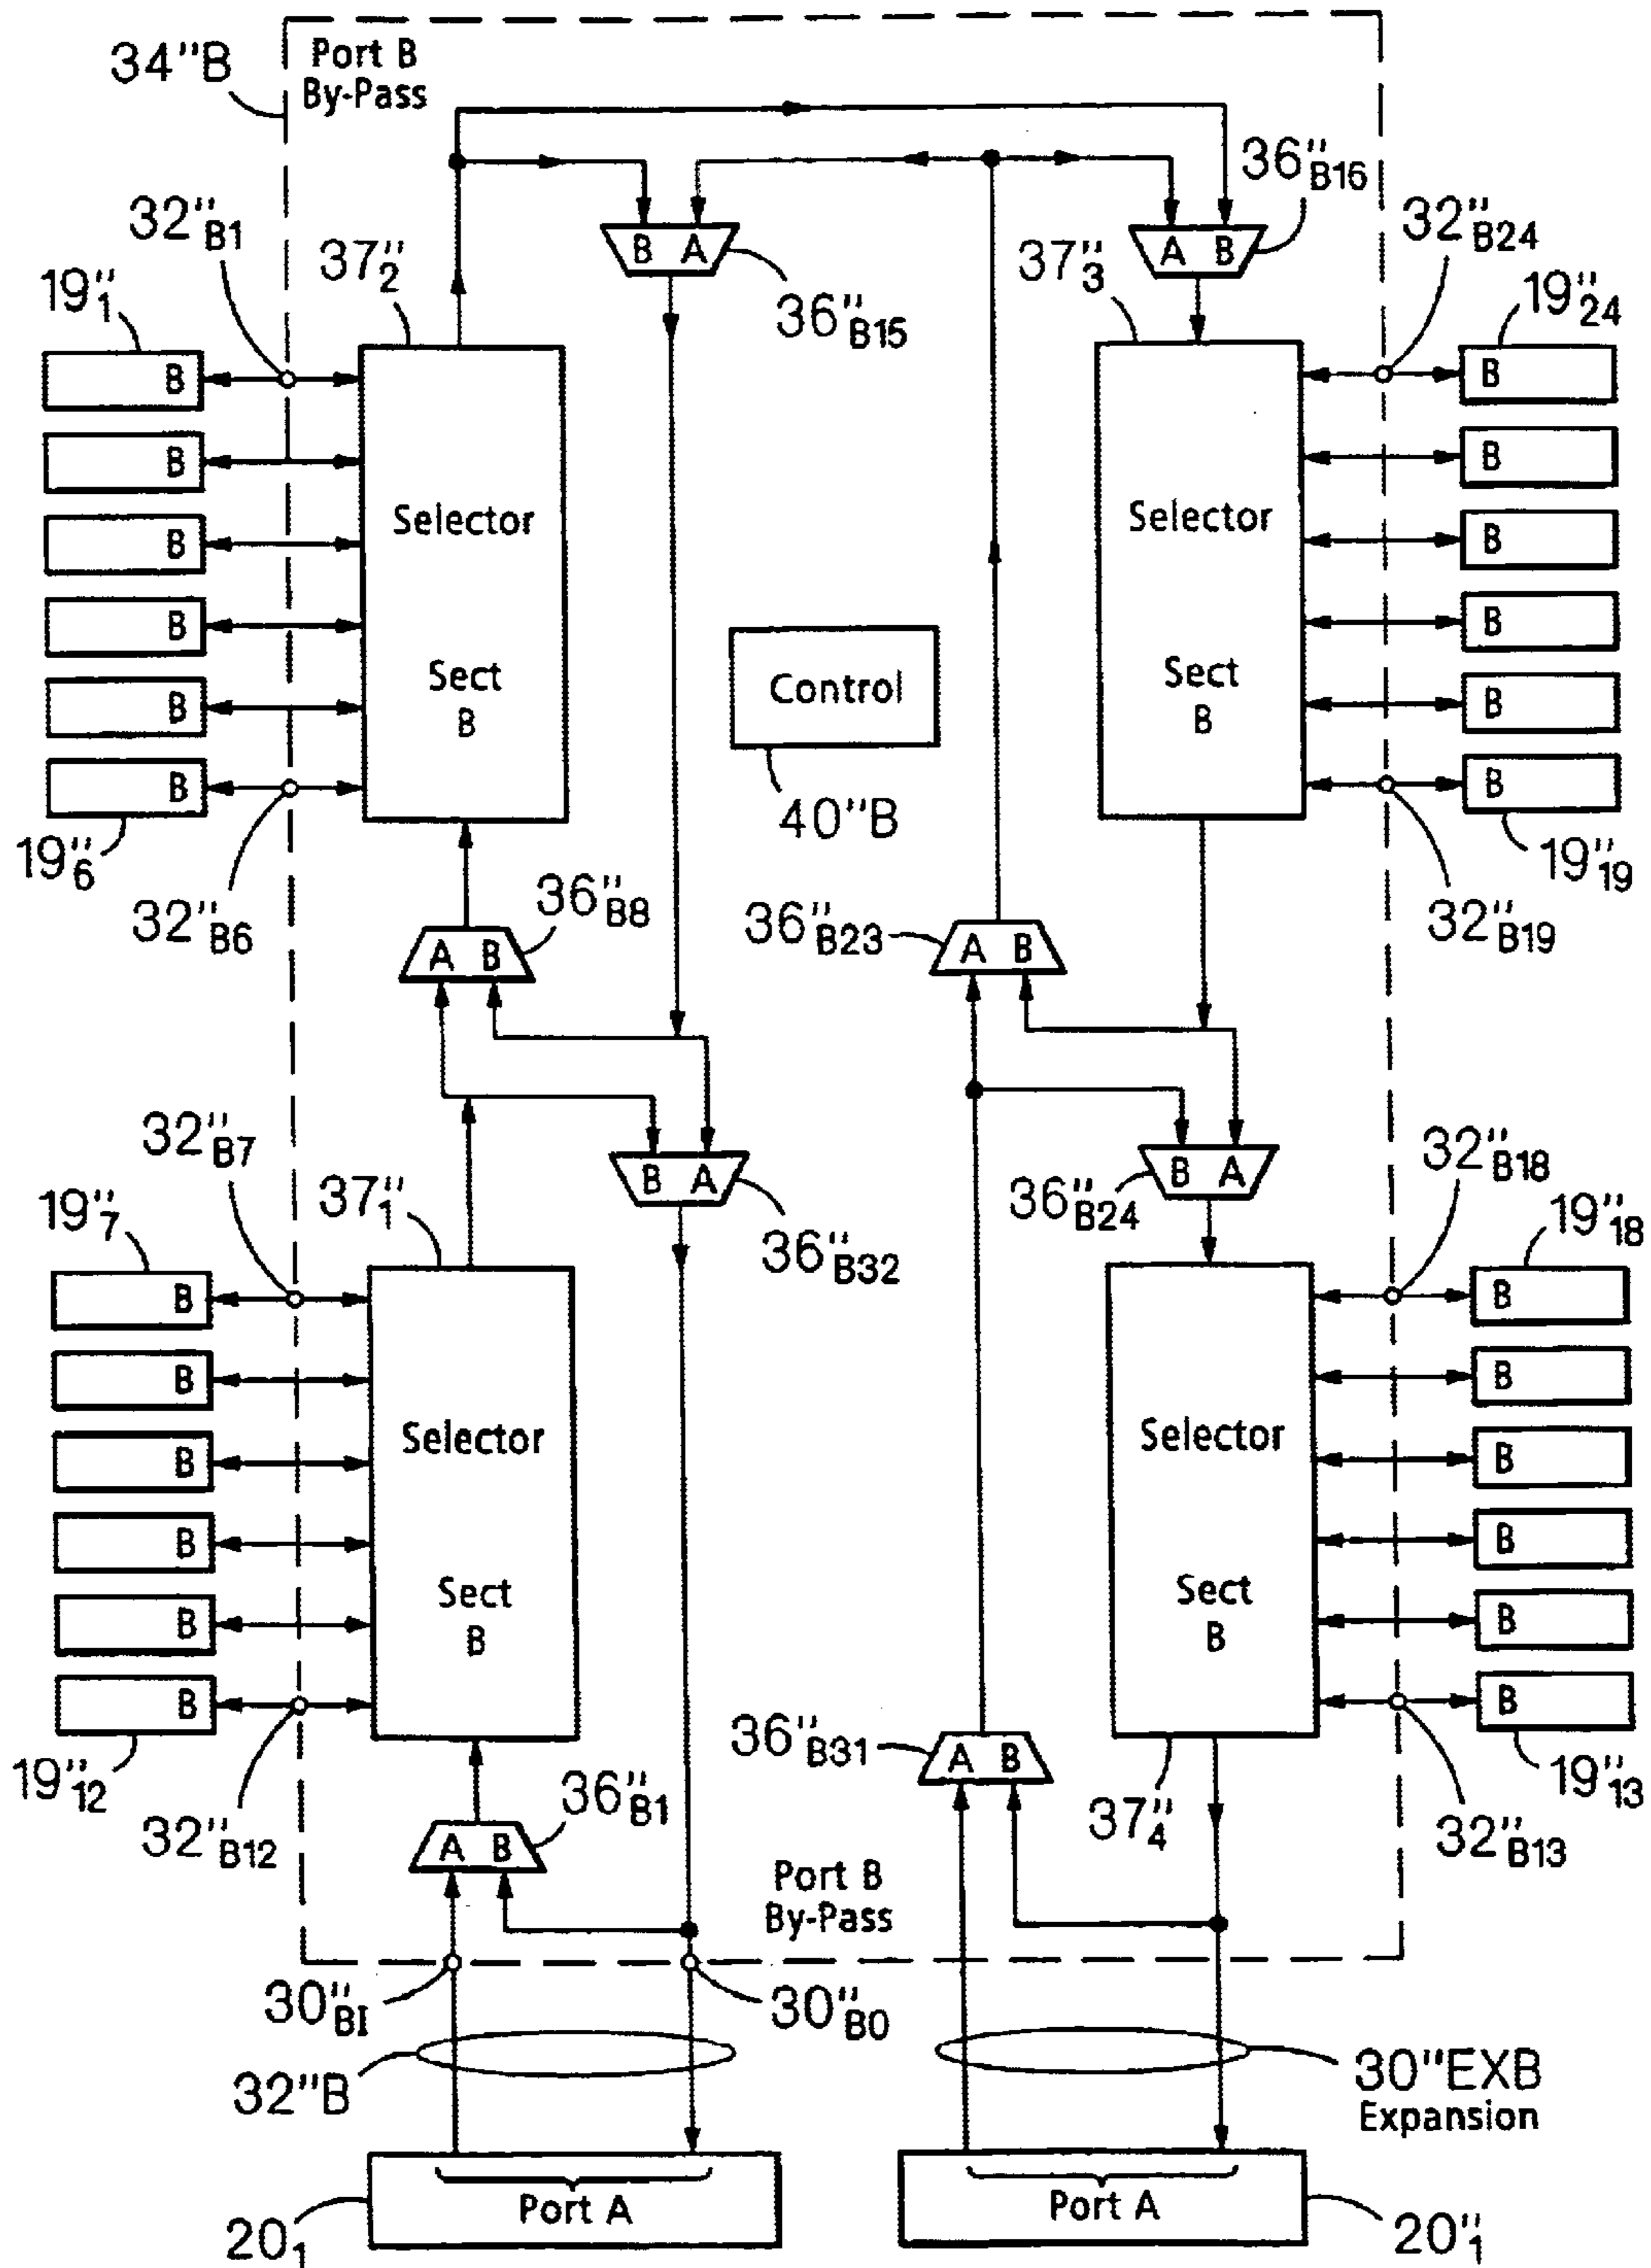 34"B
Port B
By-Pass
36"B16
32"B1
37"2
B A
36"B15
37"3
A B
32"B24
19"1
19"24
B
B
B
B
B
B
Selector
Sect
B
Control
40"B
Selector
Sect
B
B
B
B
B
B
B
19"6
32"B6
36"B8
A B
36"B23
A B
32"B19
19"19
32"B7
37"1
19"7
B A
36"B32
B A
36"B24
32"B18
19"18
B
B
B
B
B
B
Selector
Sect
B
Selector
Sect
B
B
B
B
B
B
B
19"12
32"B12
36"B1
A B
36"B31
A B
37"4
32"B13
19"13
Port B
By-Pass
30"BI
30"B0
32"B
30"EXB
Expansion
Port A
Port A
201
20"1